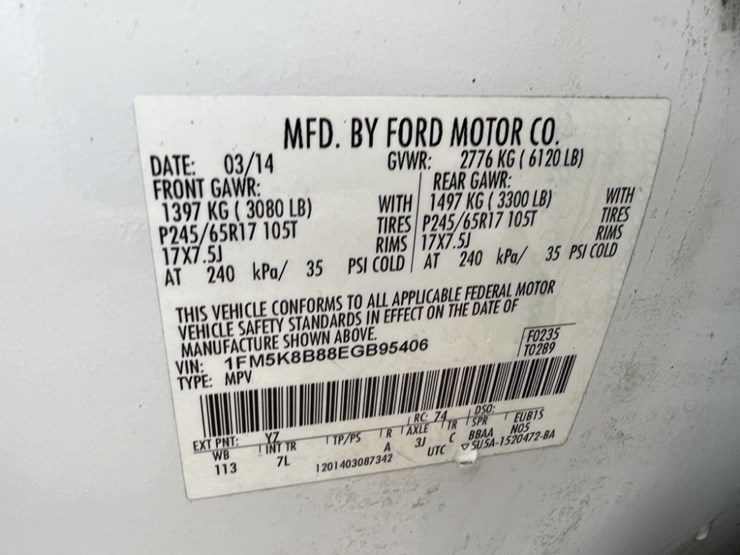 MFD. BY FORD MOTOR CO.
DATE: 03/14 GVWR: 2776 KG ( 6120 LB)
FRONT GAWR: REAR GAWR:
1397 KG ( 3080 LB) WITH 1497 KG ( 3300 LB) WITH
P245/65R17 105T TIRES P245/65R17 105T TIRES
17X7.5J RIMS 17X7.5J RIMS
AT 240 kPa/ 35 PSI COLD AT 240 kPa/ 35 PSI COLD
THIS VEHICLE CONFORMS TO ALL APPLICABLE FEDERAL MOTOR
VEHICLE SAFETY STANDARDS IN EFFECT ON THE DATE OF
MANUFACTURE SHOWN ABOVE.
VIN: 1FM5K8B88EGB95406 F0235
TYPE: MPV T0289
EXT PNT: Y7 RC: 74 DSO:
WB INT TR TP/PS R AXLE TR SPR EUB1S
113 7L A 3J C BBAA N05
1201403087342 UTC 5U5A-1520472-BA